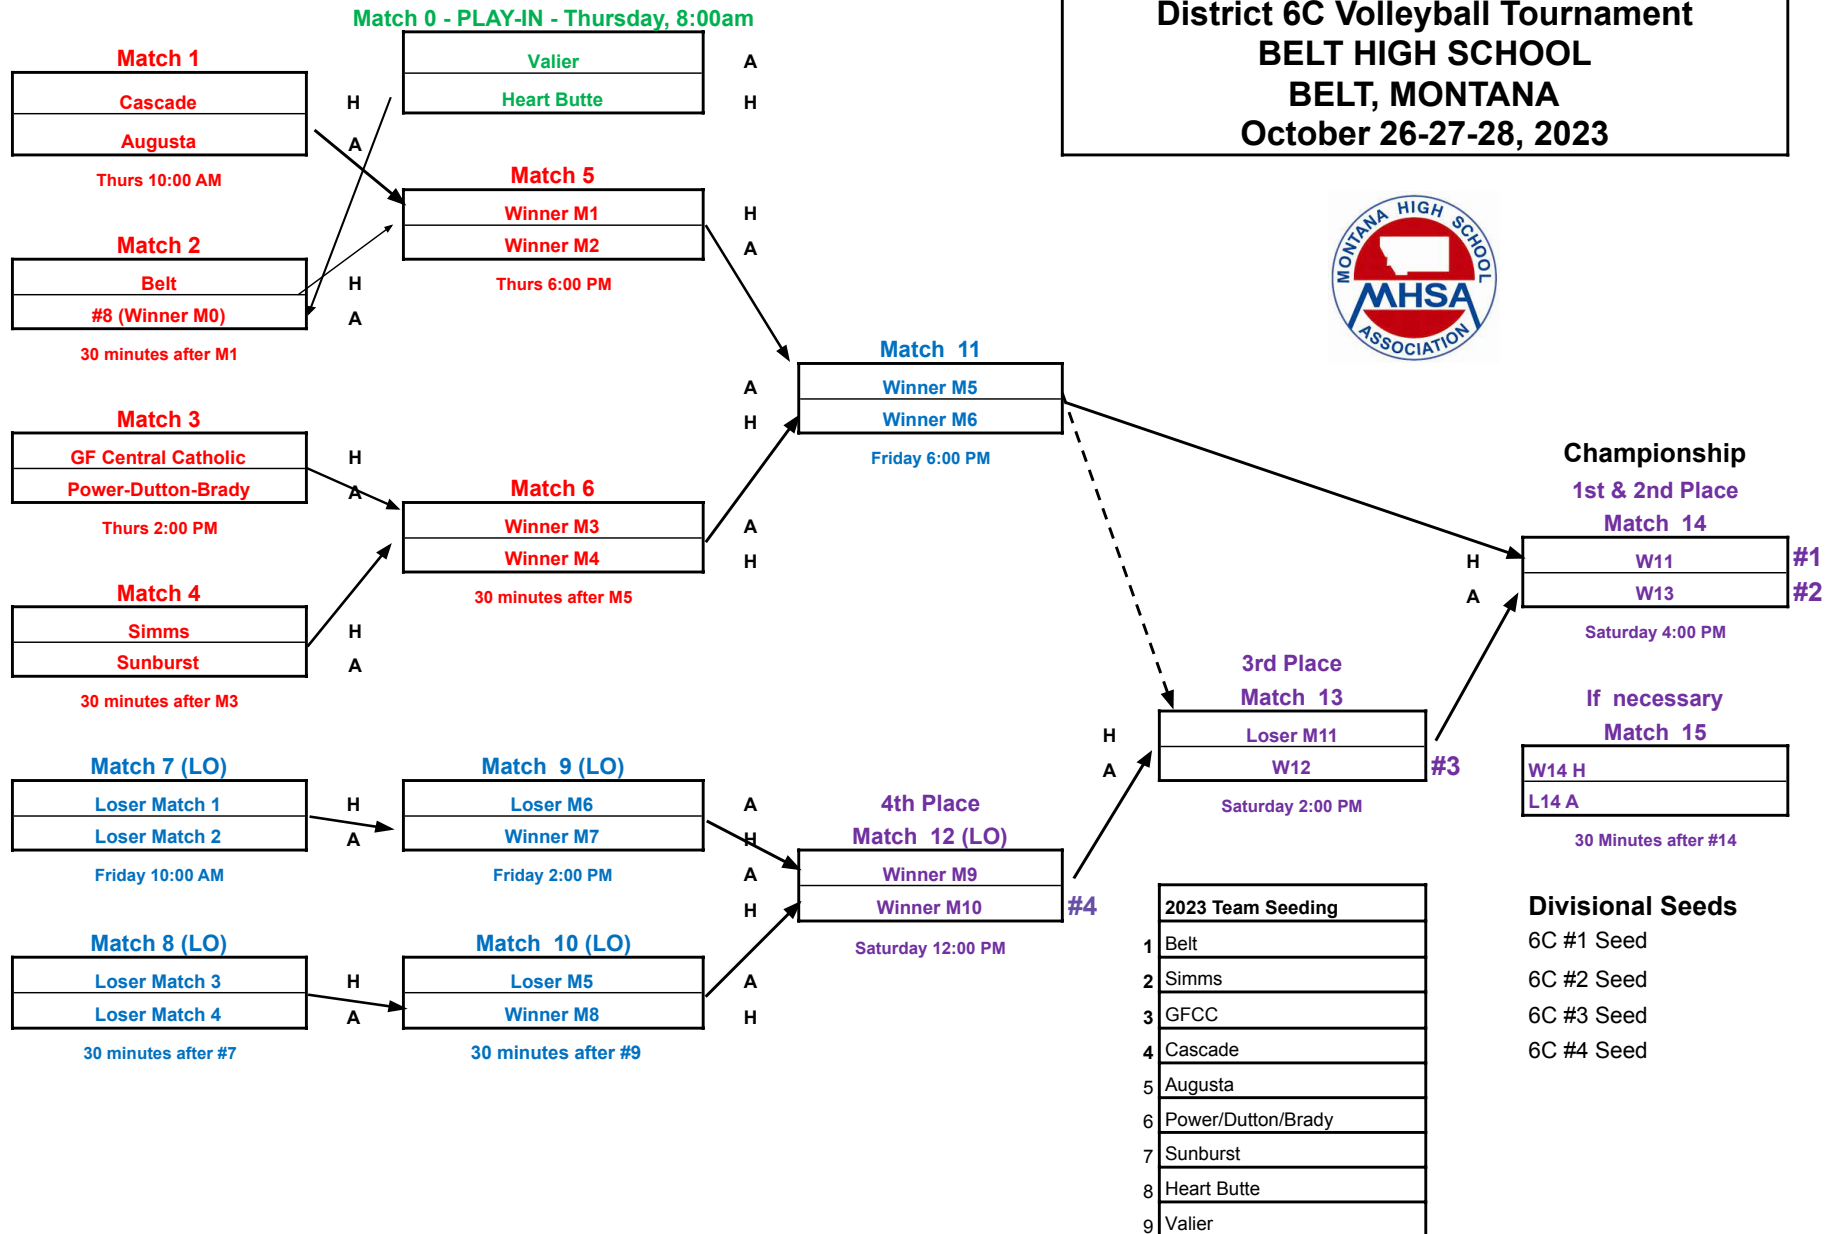 District 6C Volleyball Tournament
BELT HIGH SCHOOL
BELT, MONTANA
October 26-27-28, 2023
MONTANA HIGH SCHOOL
MHSA
ASSOCIATION
Match 0 - PLAY-IN - Thursday, 8:00am
Valier A
Heart Butte H
Match 1
Cascade H
Augusta A
Thurs 10:00 AM
Match 2
Belt H
#8 (Winner M0) A
30 minutes after M1
Match 3
GF Central Catholic H
Power-Dutton-Brady A
Thurs 2:00 PM
Match 4
Simms H
Sunburst A
30 minutes after M3
Match 5
Winner M1 H
Winner M2 A
Thurs 6:00 PM
Match 6
Winner M3 A
Winner M4 H
30 minutes after M5
Match 7 (LO)
Loser Match 1 H
Loser Match 2 A
Friday 10:00 AM
Match 8 (LO)
Loser Match 3 H
Loser Match 4 A
30 minutes after #7
Match 9 (LO)
Loser M6 A
Winner M7 H
Friday 2:00 PM
Match 10 (LO)
Loser M5 A
Winner M8 H
30 minutes after #9
Match 11
A Winner M5
H Winner M6
Friday 6:00 PM
4th Place
Match 12 (LO)
A Winner M9
H Winner M10 #4
Saturday 12:00 PM
3rd Place
Match 13
H Loser M11
A W12 #3
Saturday 2:00 PM
Championship
1st & 2nd Place
Match 14
H W11 #1
A W13 #2
Saturday 4:00 PM
If necessary
Match 15
W14 H
L14 A
30 Minutes after #14
2023 Team Seeding
1 Belt
2 Simms
3 GFCC
4 Cascade
5 Augusta
6 Power/Dutton/Brady
7 Sunburst
8 Heart Butte
9 Valier
Divisional Seeds
6C #1 Seed
6C #2 Seed
6C #3 Seed
6C #4 Seed